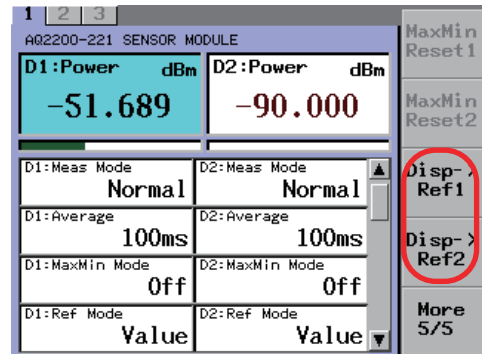 1 2 3
AQ2200-221 SENSOR MODULE
D1:Power dBm
-51.689
D2:Power dBm
-90.000
D1:Meas Mode
Normal
D2:Meas Mode
Normal
D1:Average
100ms
D2:Average
100ms
D1:MaxMin Mode
Off
D2:MaxMin Mode
Off
D1:Ref Mode
Value
D2:Ref Mode
Value
MaxMin
Reset1
MaxMin
Reset2
Disp->
Ref1
Disp->
Ref2
More
5/5